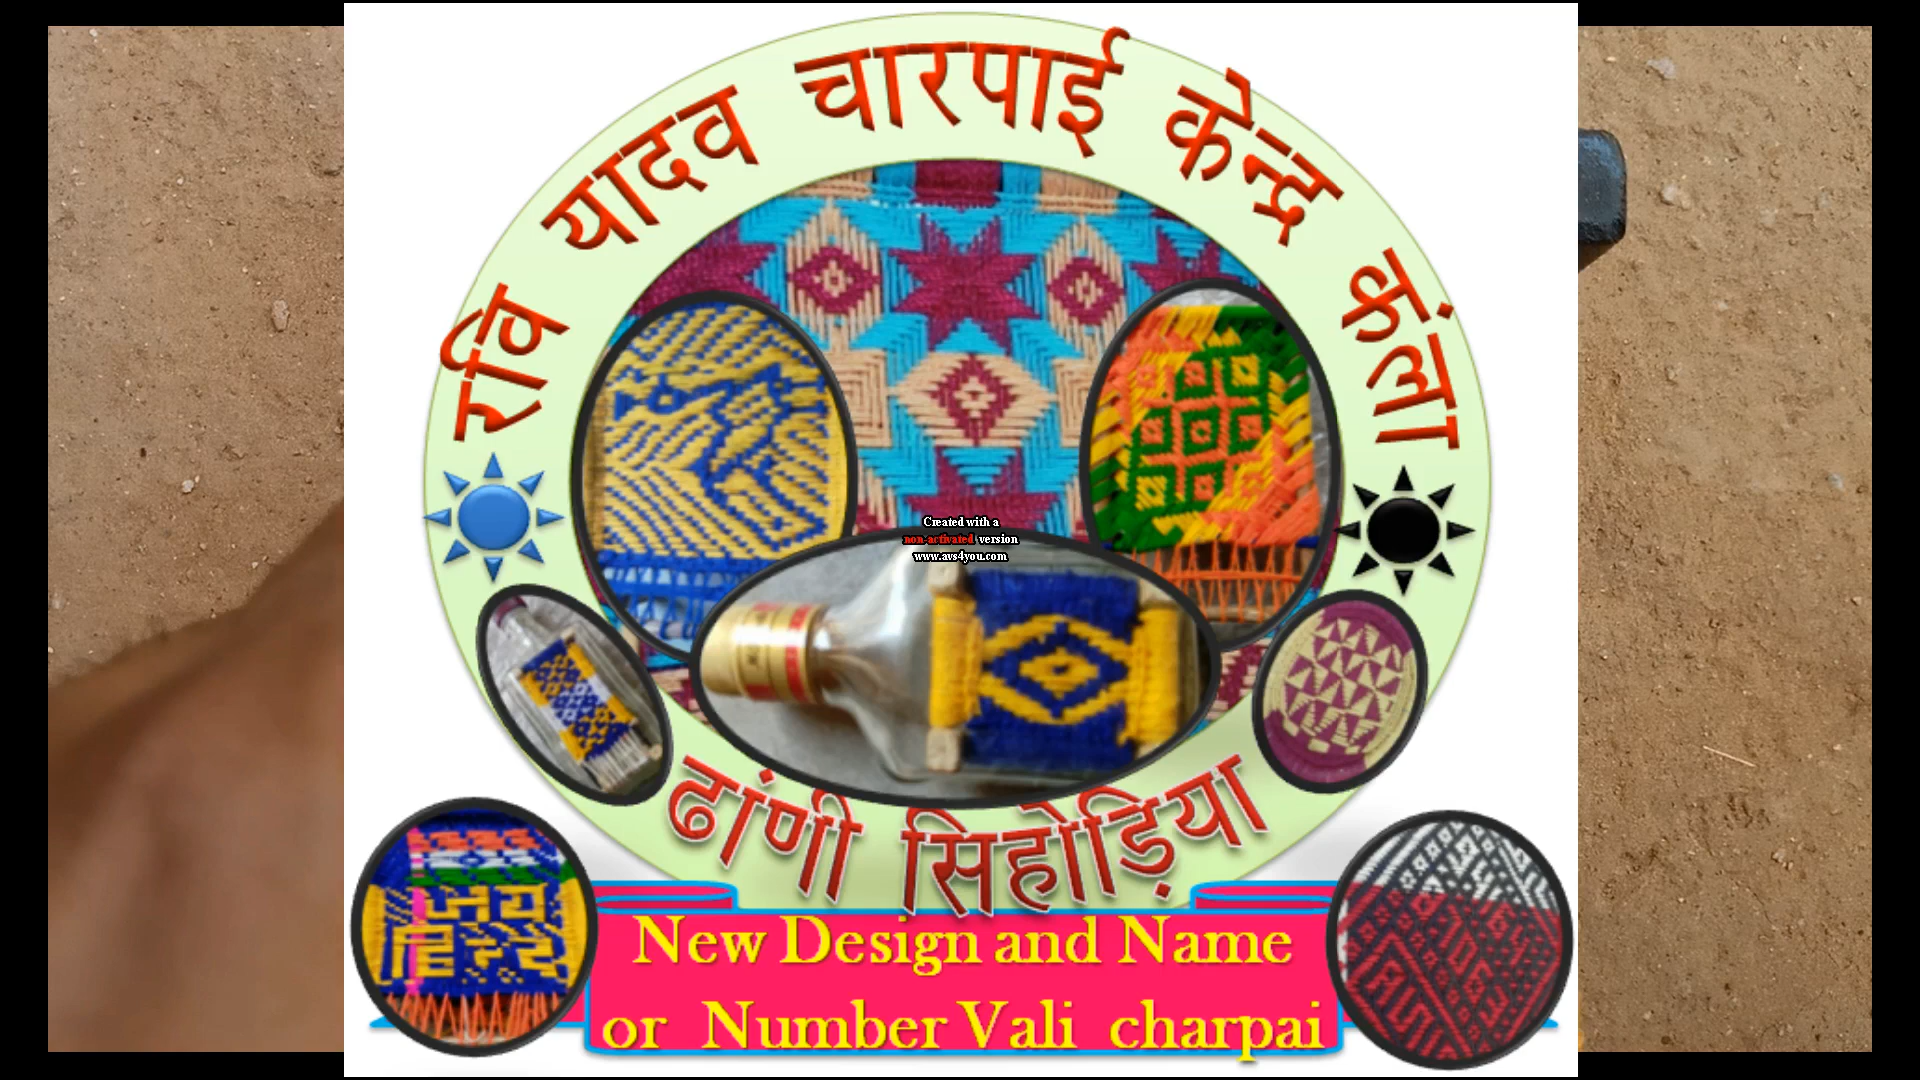 रवि यादव चारपाई केन्द्र कंला
Created with a
non-activated version
www.avs4you.com
ढांणी सिहोड़िया
जय
हिन्द
New Design and Name
or Number Vali charpai